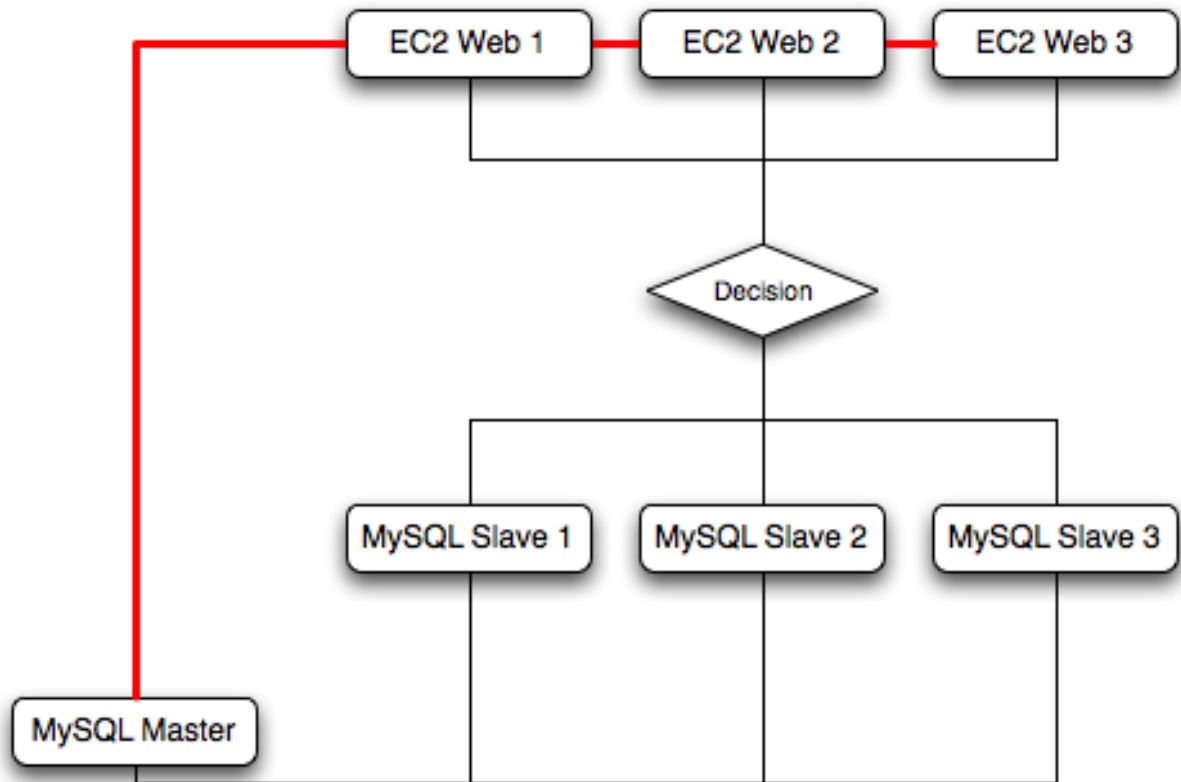 EC2 Web 1
EC2 Web 2
EC2 Web 3
Decision
MySQL Slave 1
MySQL Slave 2
MySQL Slave 3
MySQL Master